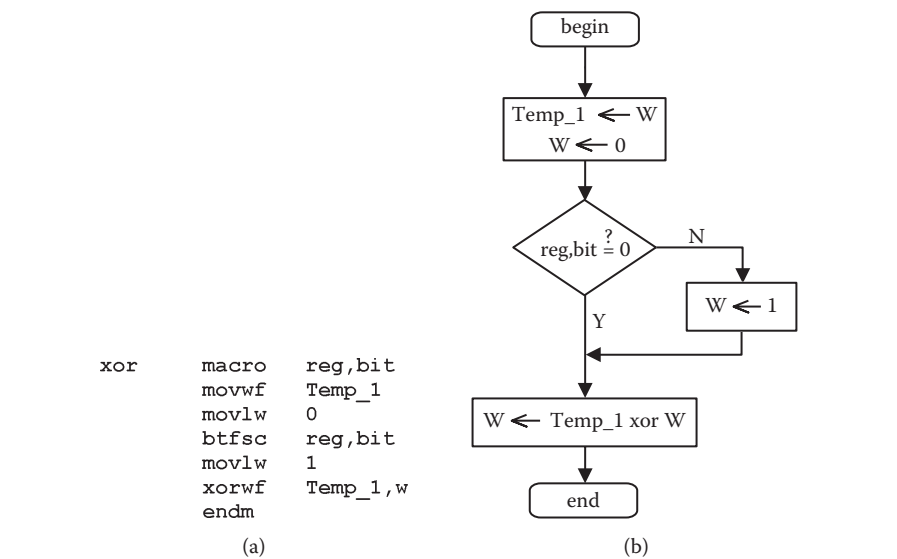 xor macro reg,bit
movwf Temp_1
movlw 0
btfsc reg,bit
movlw 1
xorwf Temp_1,w
endm
(a)
begin
Temp_1 ← W
W ← 0
?
reg,bit = 0
N
W ← 1
Y
W ← Temp_1 xor W
end
(b)